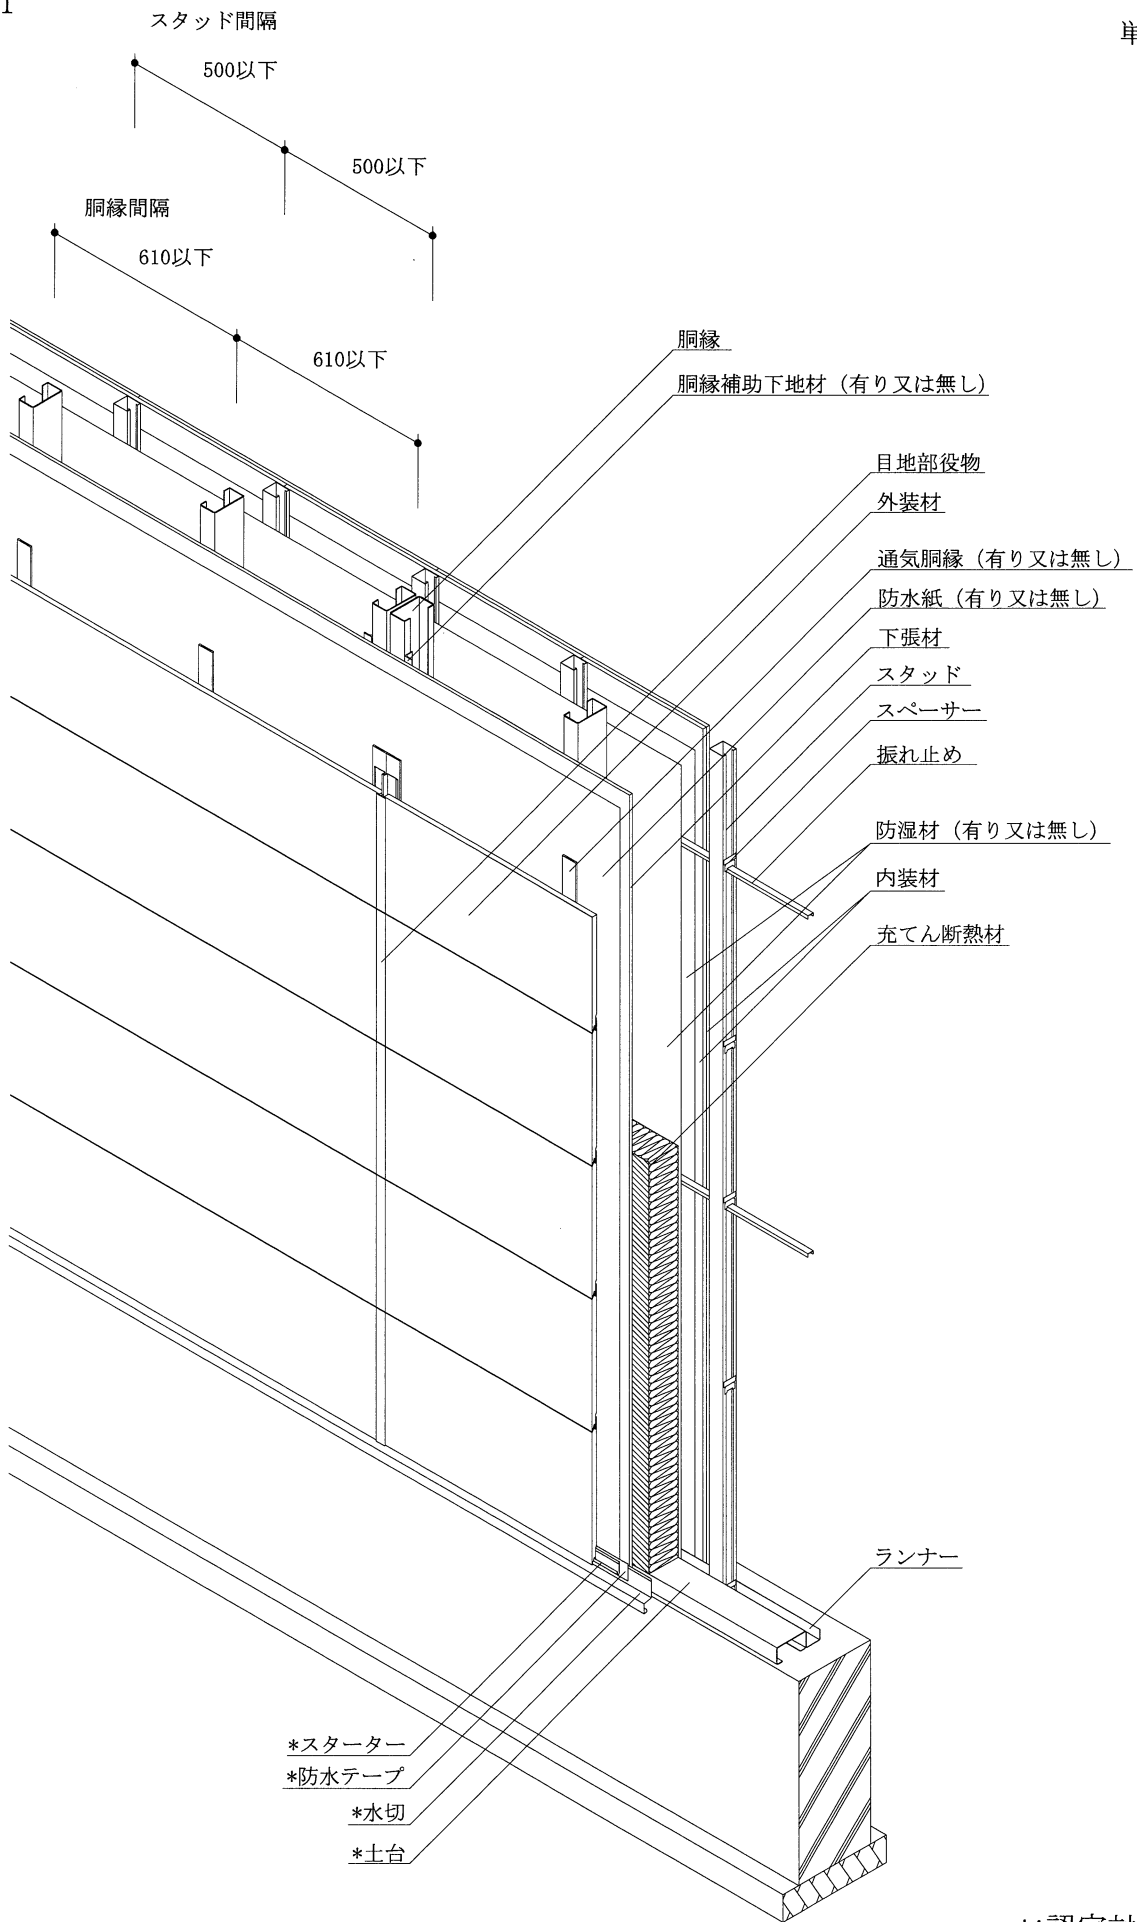 スタッド間隔
500以下
500以下
胴縁間隔
610以下
610以下
胴縁
胴縁補助下地材（有り又は無し）
目地部役物
外装材
通気胴縁（有り又は無し）
防水紙（有り又は無し）
下張材
スタッド
スペーサー
振れ止め
防湿材（有り又は無し）
内装材
充てん断熱材
ランナー
*スターター
*防水テープ
*水切
*土台